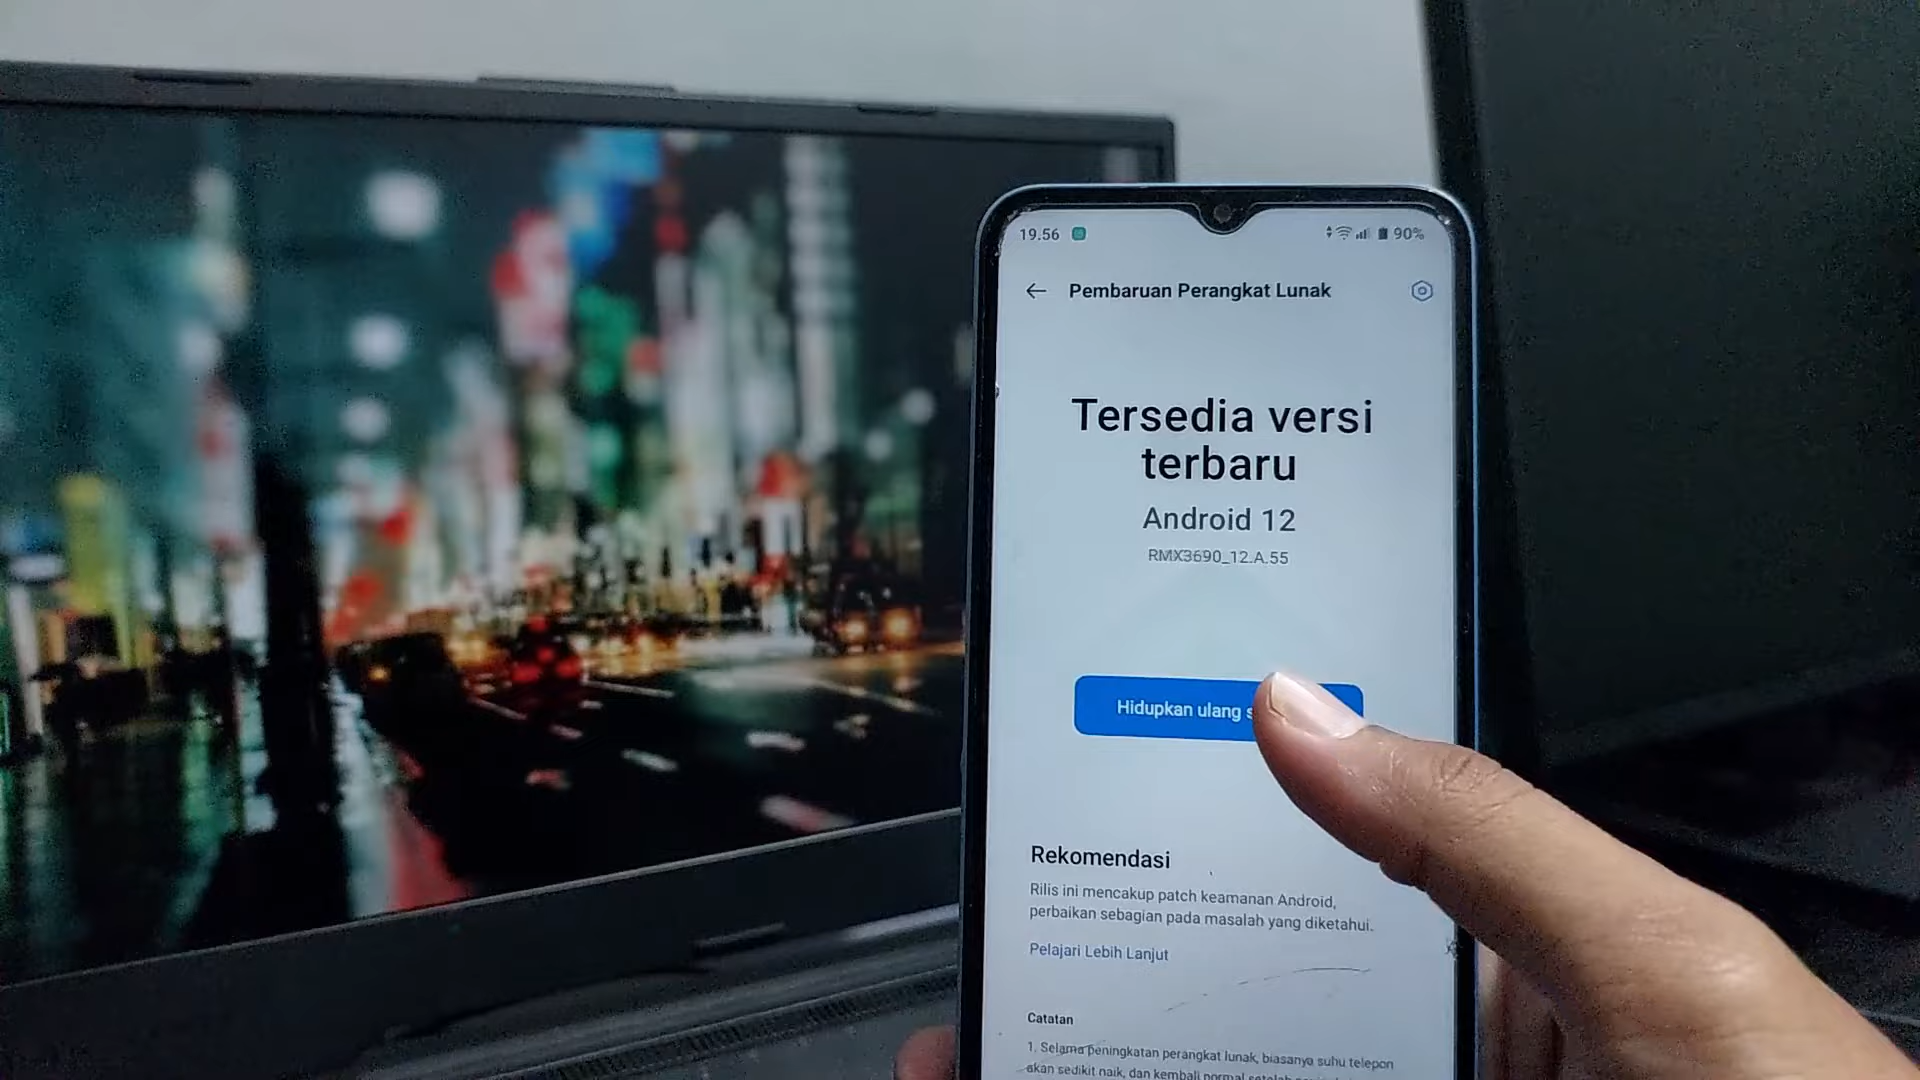 19.56
90%
Pembaruan Perangkat Lunak
Tersedia versi
terbaru
Android 12
RMX3690_12.A.55
Hidupkan ulang
Rekomendasi
Rilis ini mencakup patch keamanan Android,
perbaikan sebagian pada masalah yang diketahui.
Pelajari Lebih Lanjut
Catatan
1. Selama peningkatan perangkat lunak, biasanya suhu telepon
akan sedikit naik, dan kembali normal setelah